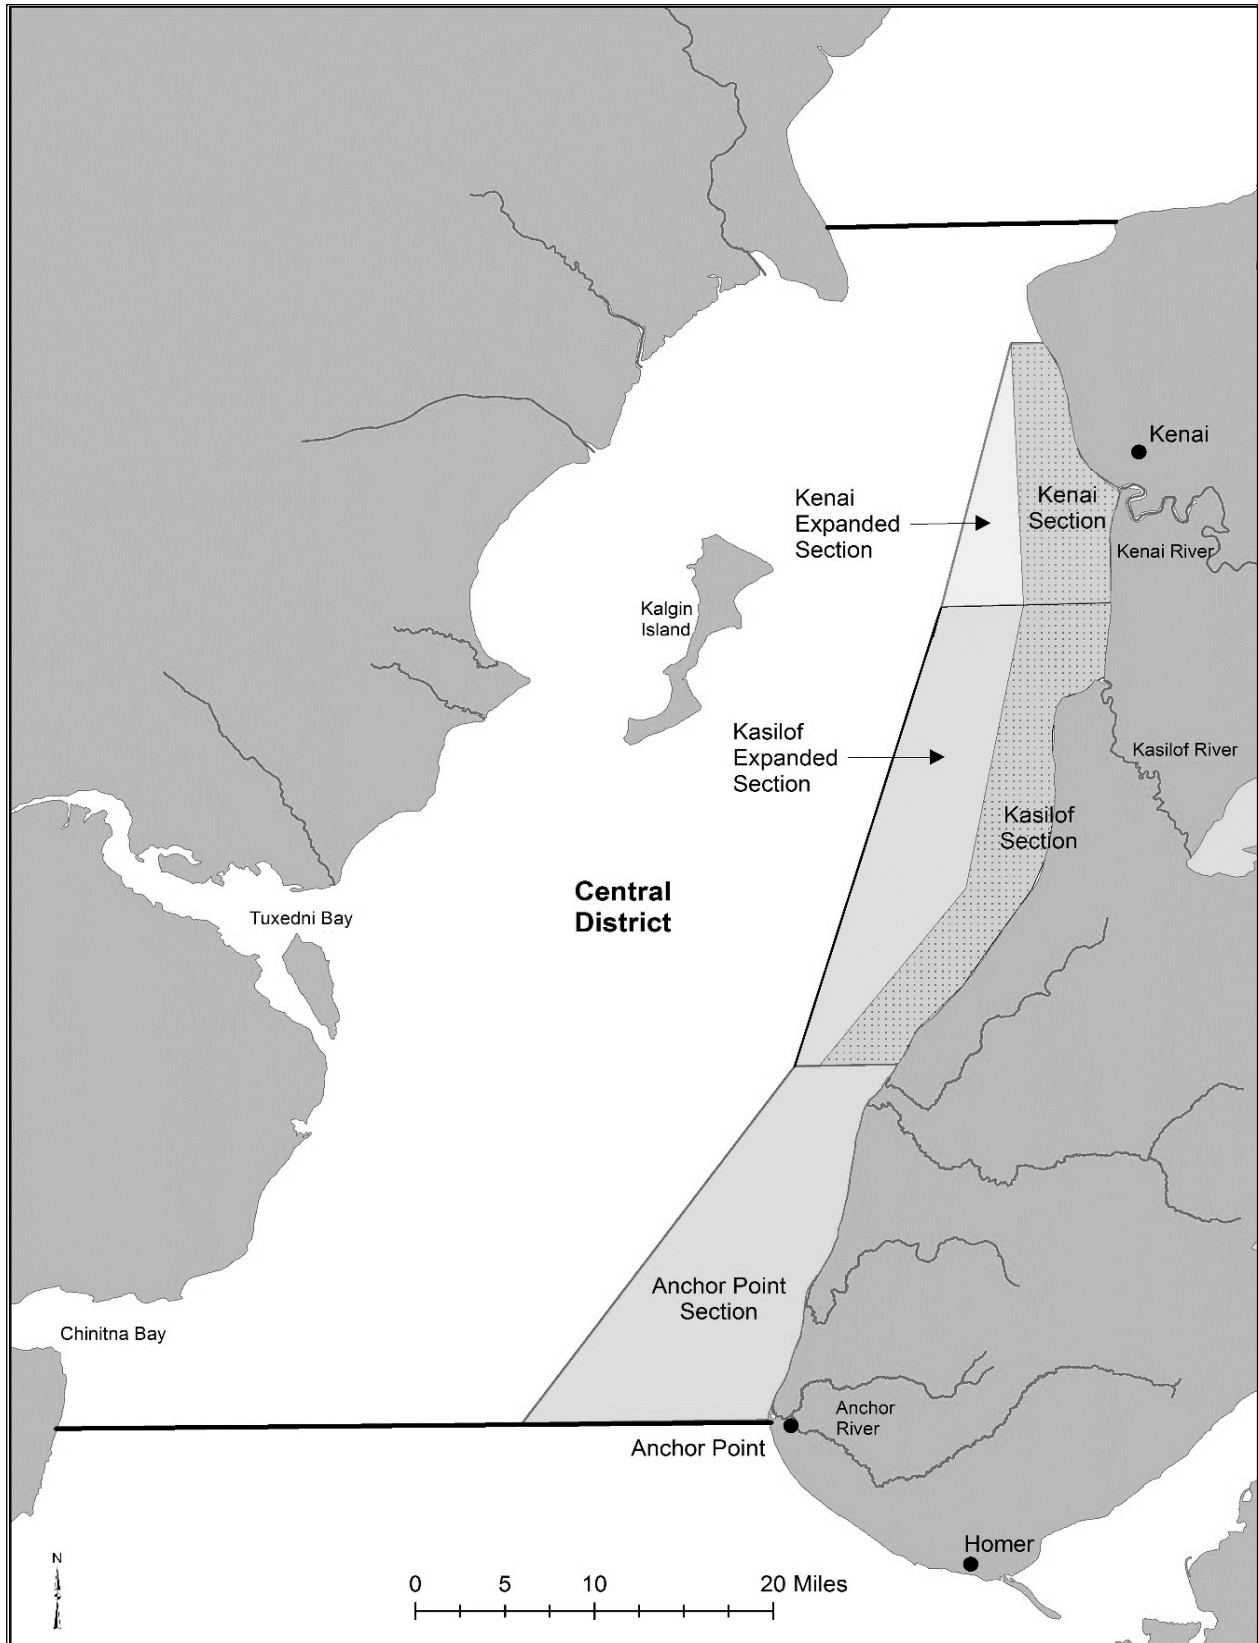 Kenai
Kenai
Expanded
Section
Kenai
Section
Kenai River
Kalgin
Island
Kasilof
Expanded
Section
Kasilof River
Kasilof
Section
Central
District
Tuxedni Bay
Anchor Point
Section
Chinitna Bay
Anchor
River
Anchor Point
Homer
N
0 5 10 20 Miles